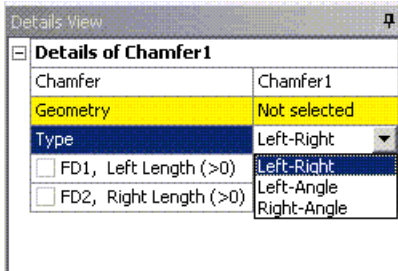 Details View
Details of Chamfer1
Chamfer Chamfer1
Geometry Not selected
Type Left-Right
FD1, Left Length (>0) Left-Right
Left-Angle
FD2, Right Length (>0) Right-Angle